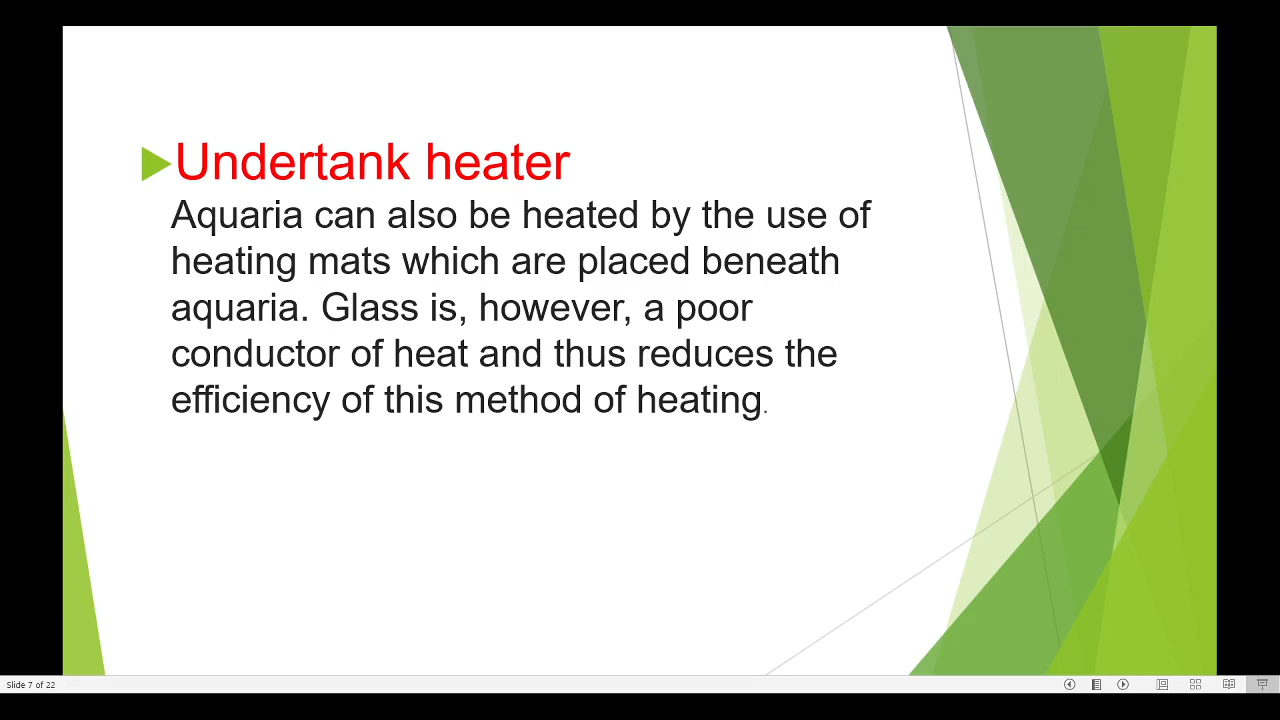 Undertank heater
Aquaria can also be heated by the use of
heating mats which are placed beneath
aquaria. Glass is, however, a poor
conductor of heat and thus reduces the
efficiency of this method of heating.
Slide 7 of 22